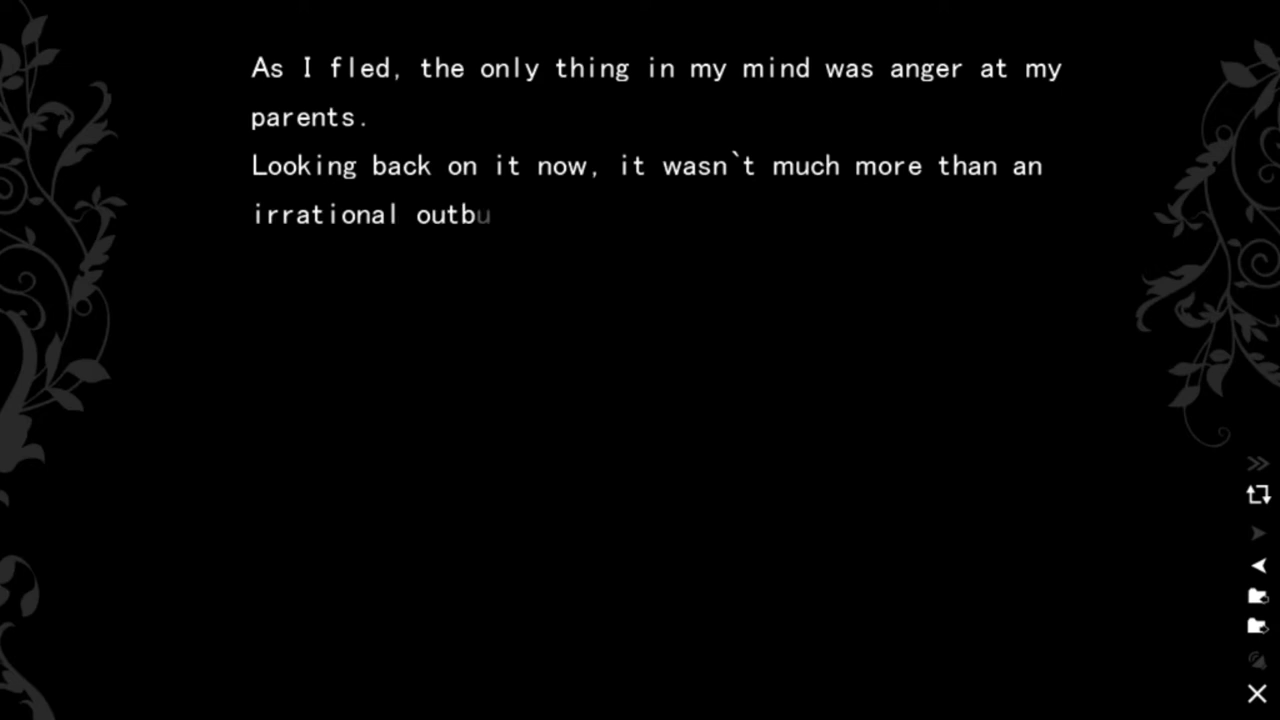 As I fled, the only thing in my mind was anger at my
parents.
Looking back on it now, it wasn`t much more than an
irrational outbu